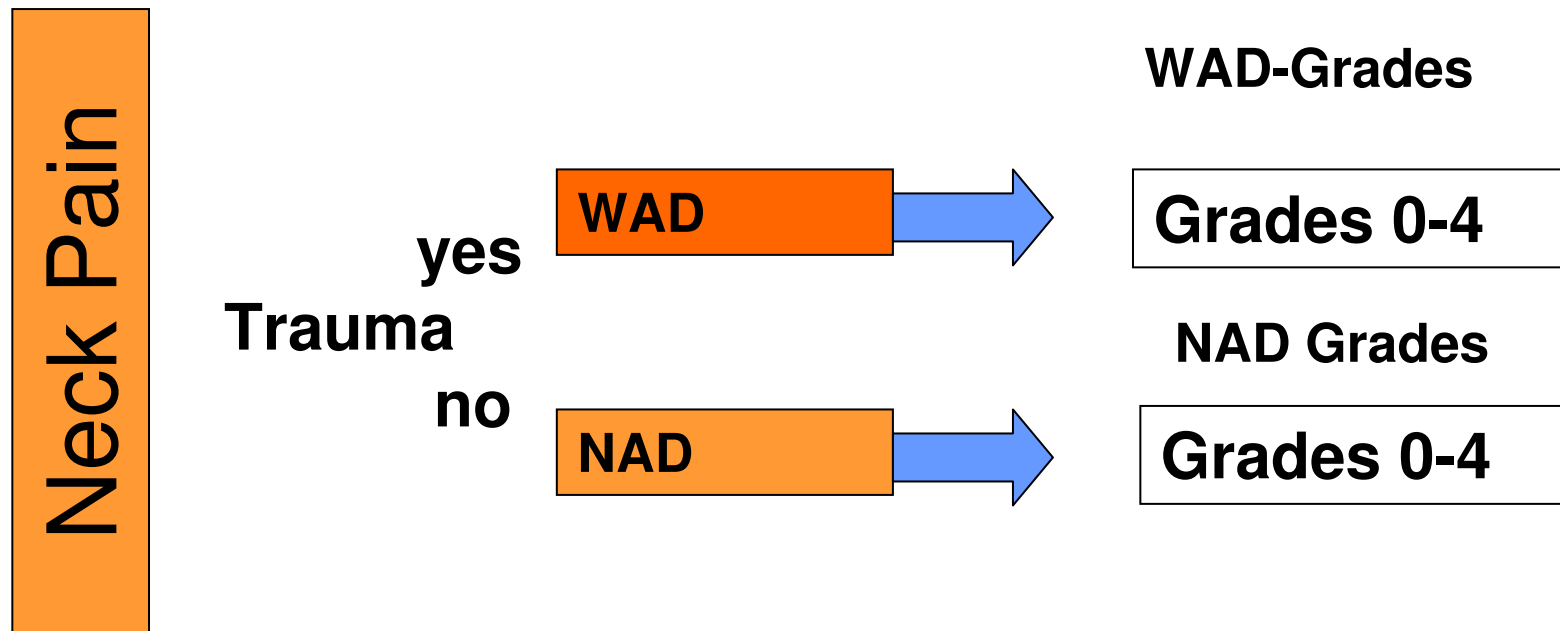 Neck Pain
WAD-Grades
WAD
Grades 0-4
yes
Trauma
NAD Grades
no
NAD
Grades 0-4